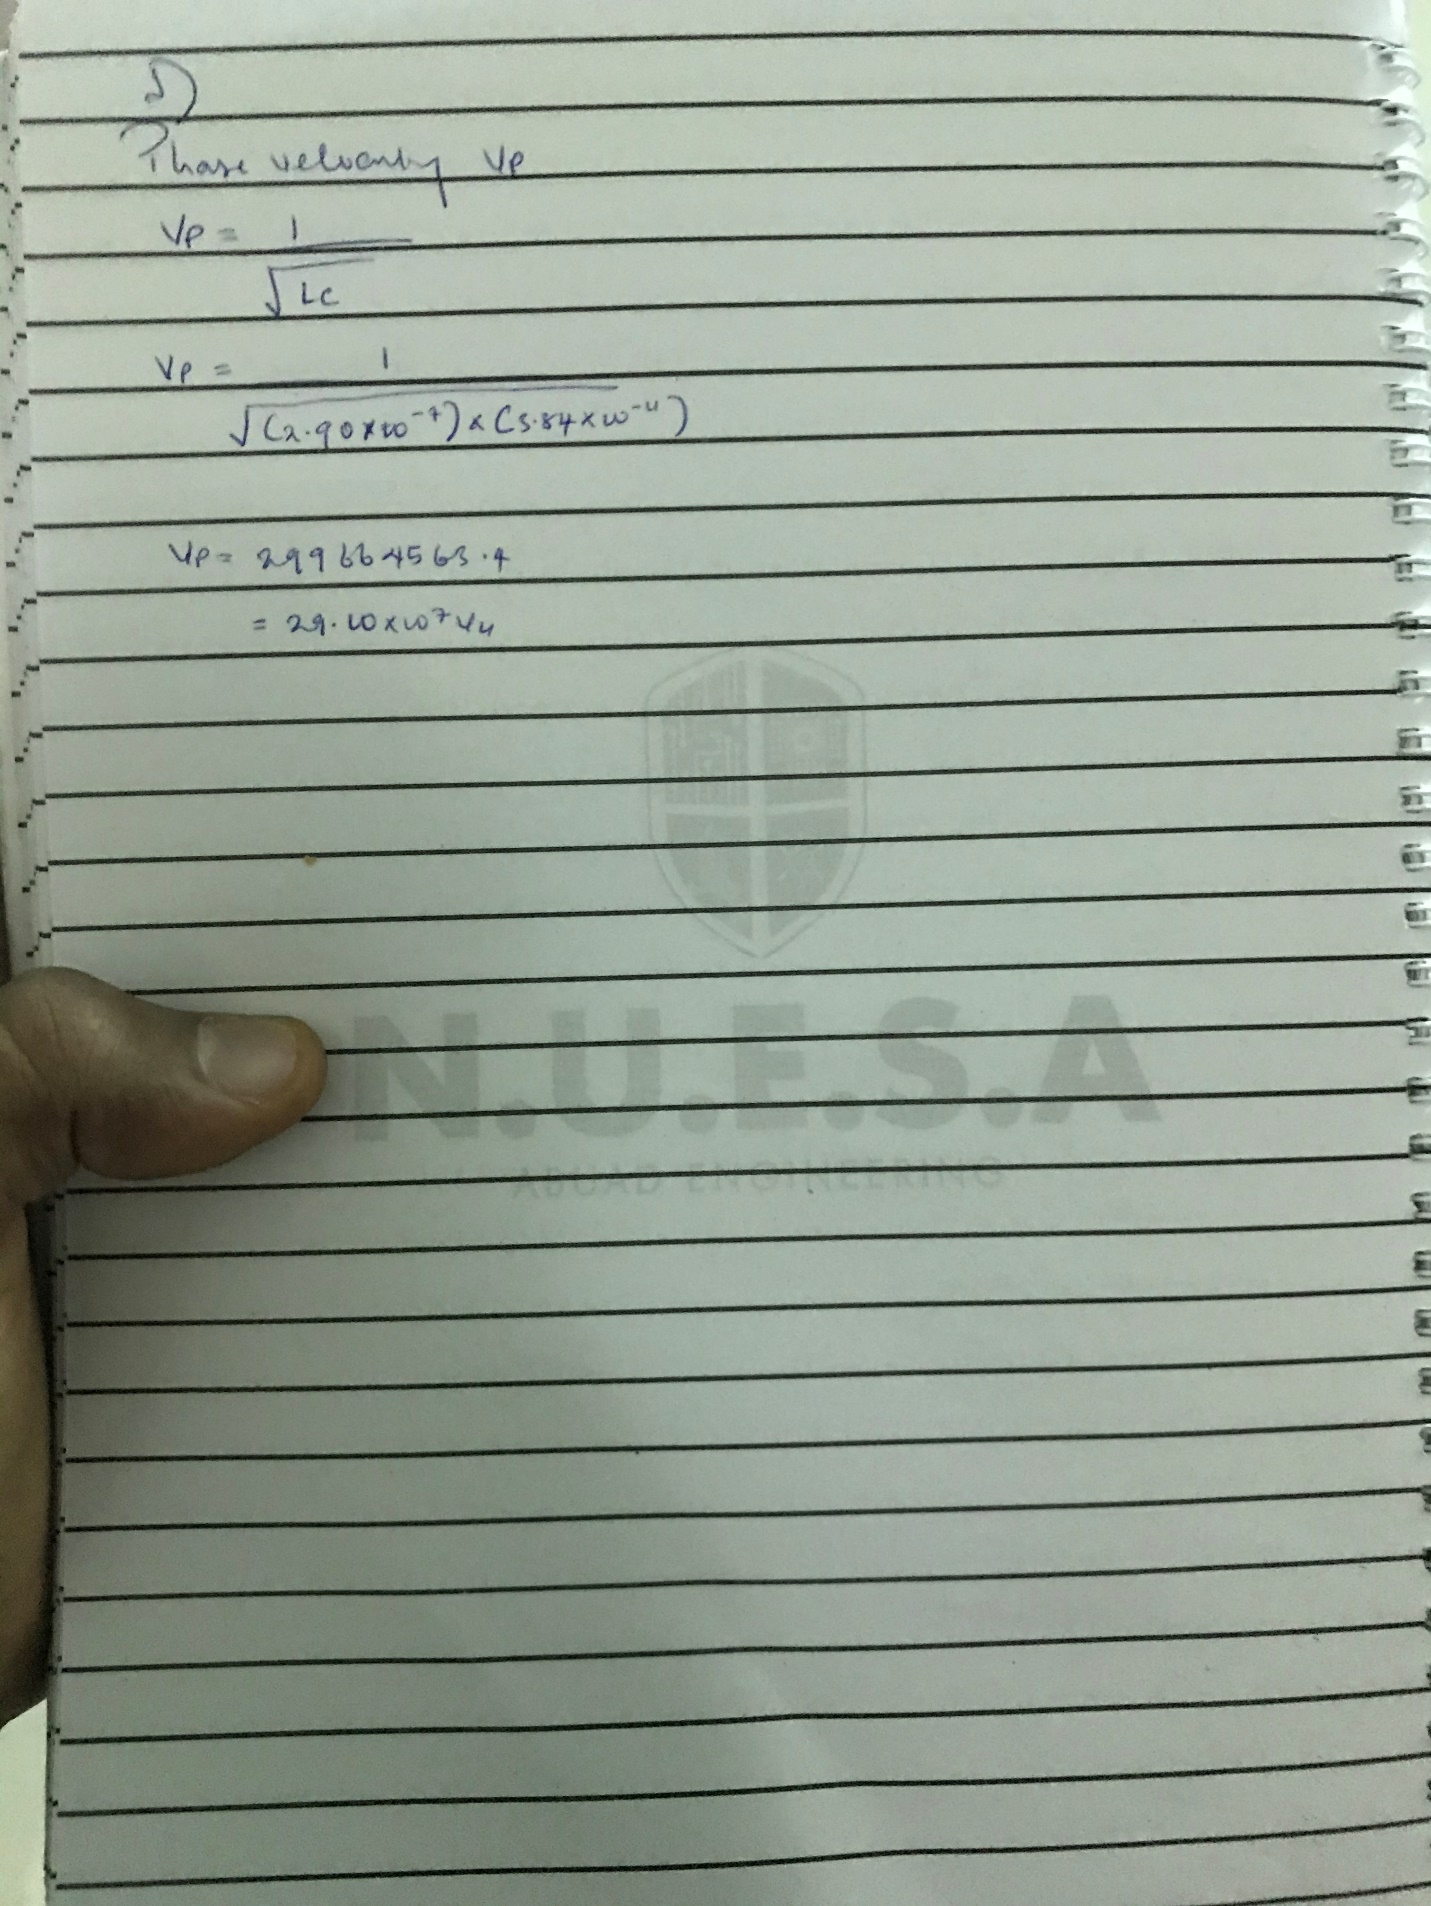 Phase velocity Vp
Vp = 1
√LC
Vp = 1
√(2.90×10⁻⁷) × (3.84×10⁻¹¹)
Vp = 299664563.4
= 29.10×10⁷
N.U.E.S.A
ABUAD ENGINEERING